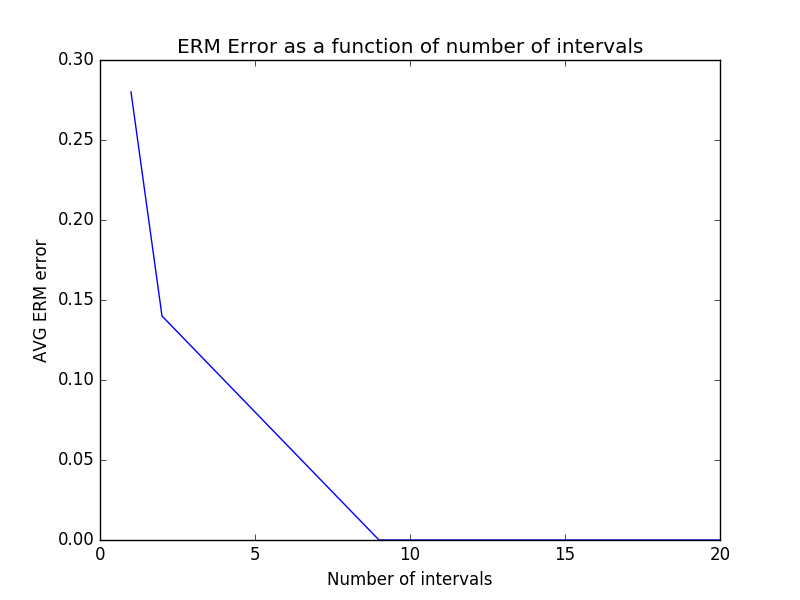 ERM Error as a function of number of intervals
0.30
0.25
0.20
0.15
0.10
0.05
0.00
AVG ERM error
0 5 10 15 20
Number of intervals